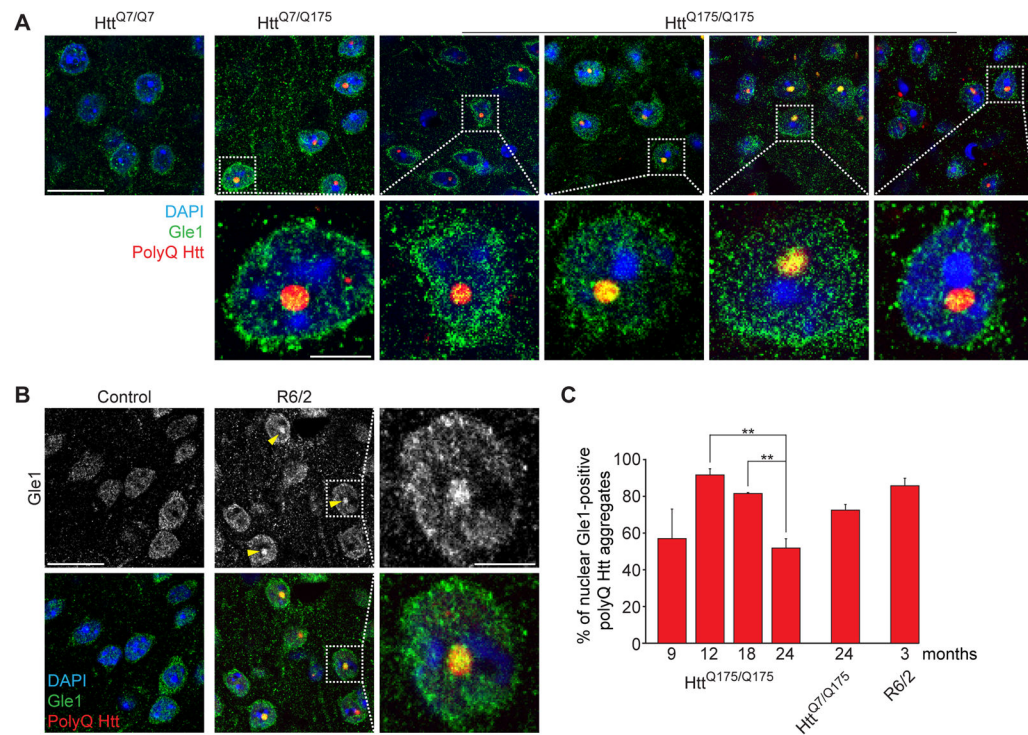 A
Htt^Q7/Q7
Htt^Q7/Q175
Htt^Q175/Q175
DAPI
Gle1
PolyQ Htt
B
Control
R6/2
Gle1
DAPI
Gle1
PolyQ Htt
C
**
**
% of nuclear Gle1-positive
polyQ Htt aggregates
100
80
60
40
20
0
9 12 18 24 24 3 months
Htt^Q175/Q175
Htt^Q7/Q175
R6/2